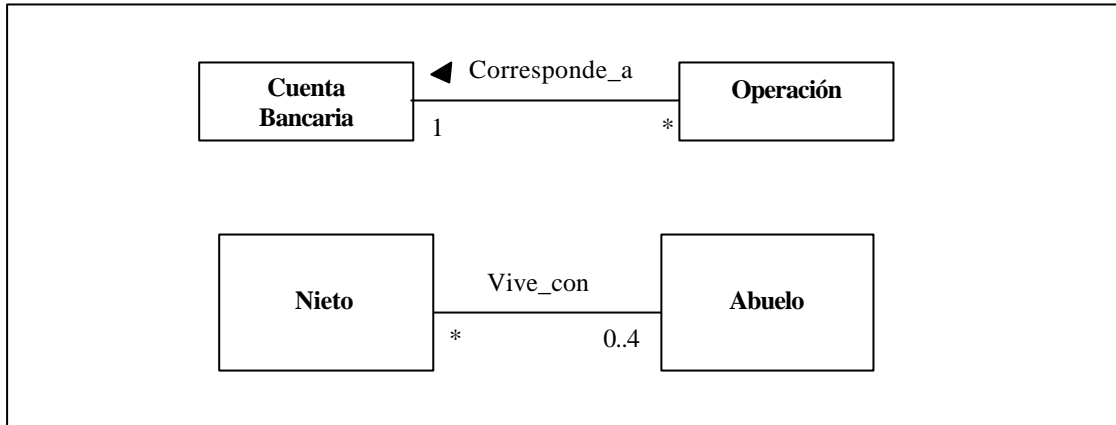 Corresponde_a
Cuenta
Bancaria
Operación
1
*
Vive_con
Nieto
Abuelo
*
0..4